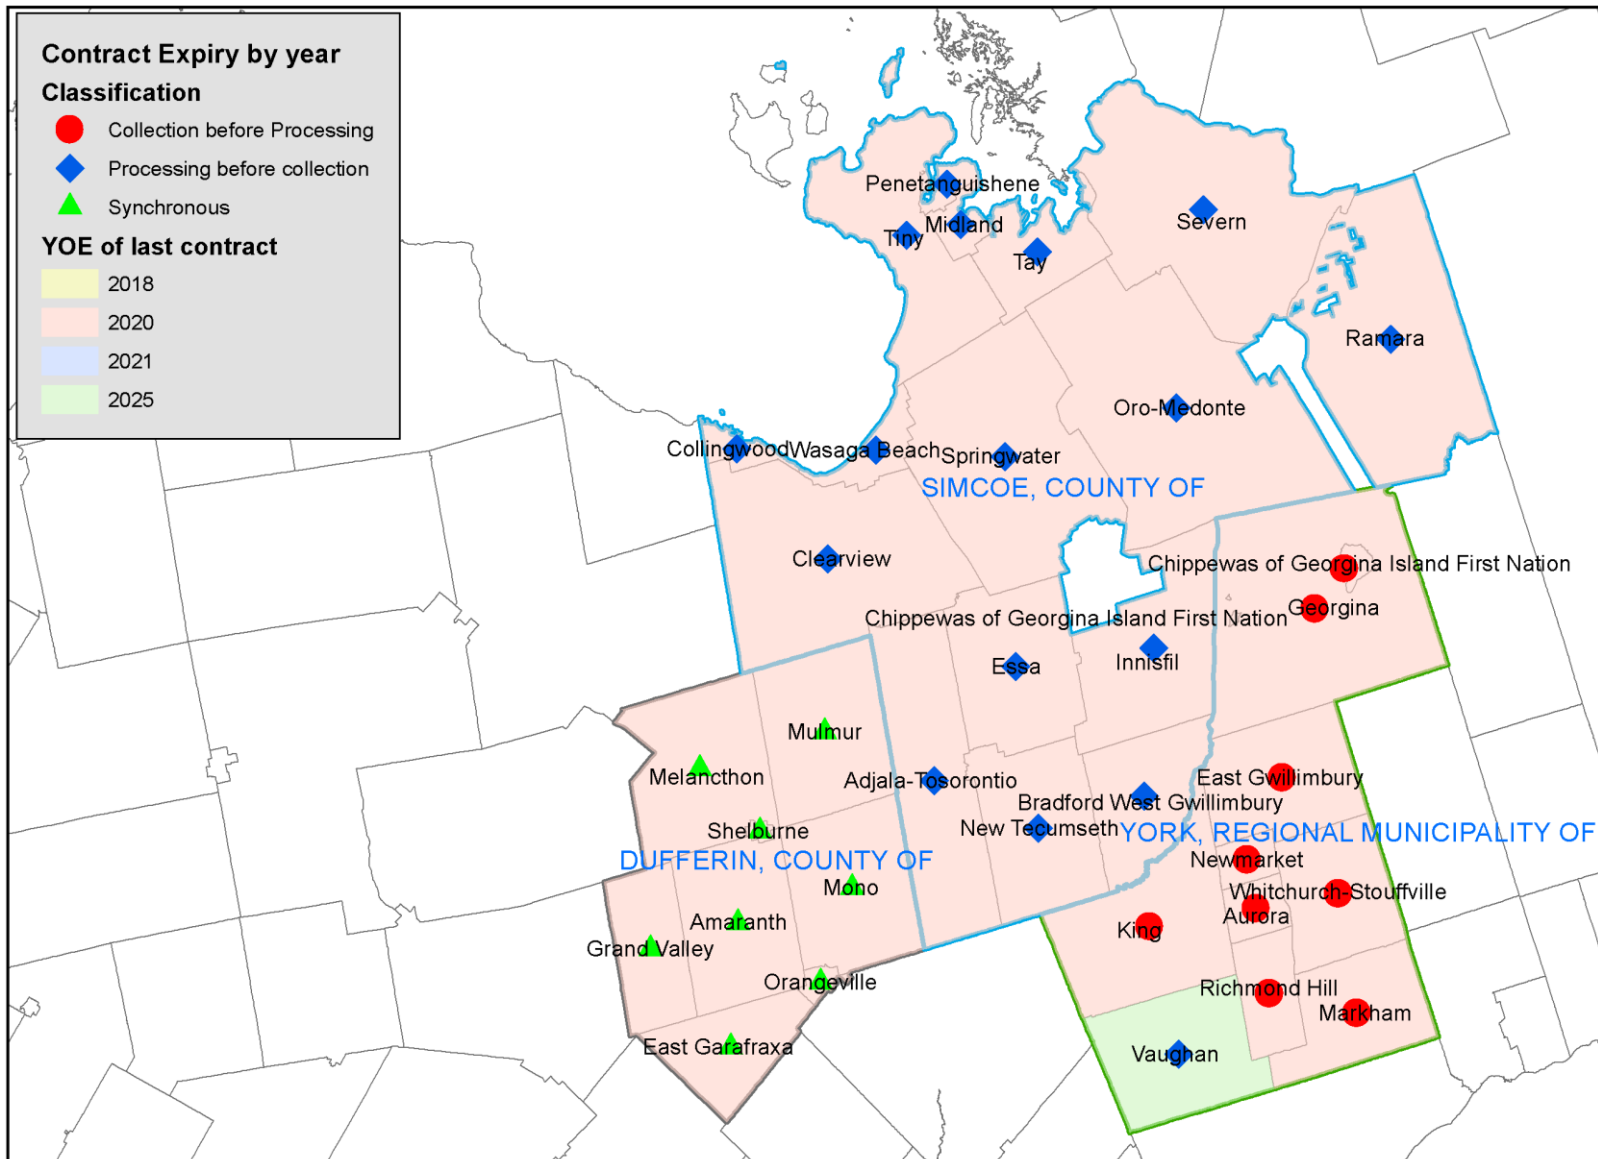 Contract Expiry by year
Classification
Collection before Processing
Processing before collection
Synchronous
YOE of last contract
2018
2020
2021
2025
Penetanguishene
Midland
Tiny
Tay
Severn
Ramara
Oro-Medonte
Collingwood
Wasaga Beach
Springwater
SIMCOE, COUNTY OF
Clearview
Chippewas of Georgina Island First Nation
Georgina
Chippewas of Georgina Island First Nation
Essa
Innisfil
Mulmur
Melancthon
Adjala-Tosorontio
East Gwillimbury
Bradford West Gwillimbury
New Tecumseth
YORK, REGIONAL MUNICIPALITY OF
Shelburne
DUFFERIN, COUNTY OF
Newmarket
Mono
Whitchurch-Stouffville
Aurora
Amaranth
King
Grand Valley
Orangeville
Richmond Hill
Markham
East Garafraxa
Vaughan